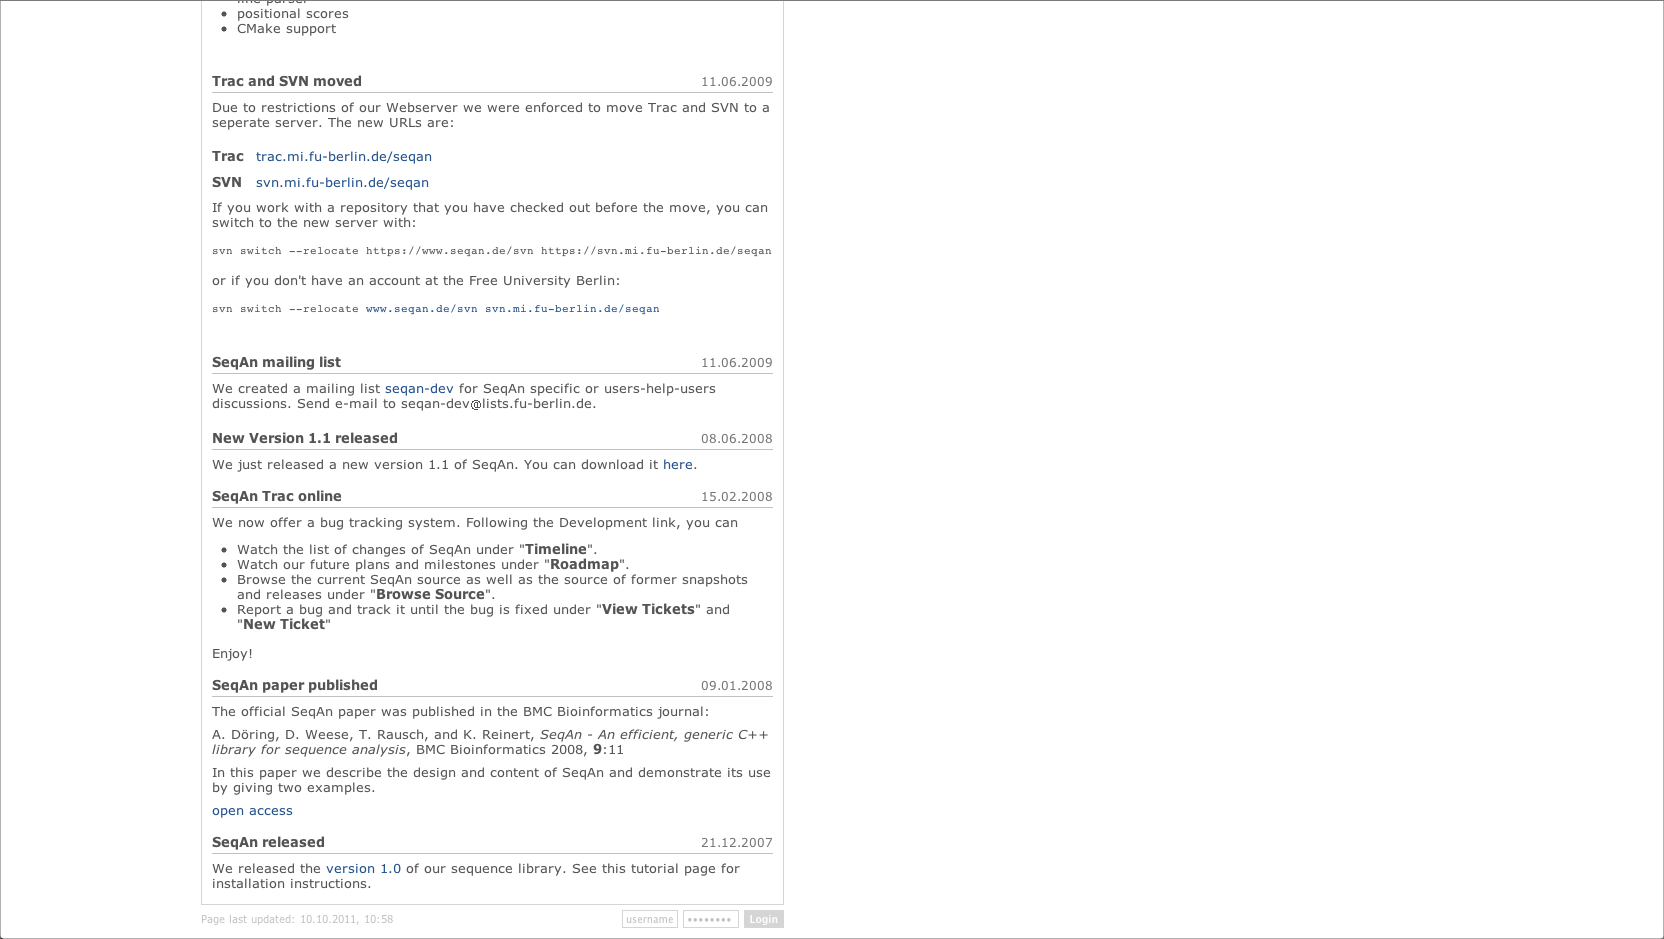 positional scores
CMake support
Trac and SVN moved 11.06.2009
Due to restrictions of our Webserver we were enforced to move Trac and SVN to a
seperate server. The new URLs are:
Trac trac.mi.fu-berlin.de/seqan
SVN svn.mi.fu-berlin.de/seqan
If you work with a repository that you have checked out before the move, you can
switch to the new server with:
svn switch --relocate https://www.seqan.de/svn https://svn.mi.fu-berlin.de/seqan
or if you don't have an account at the Free University Berlin:
svn switch --relocate www.seqan.de/svn svn.mi.fu-berlin.de/seqan
SeqAn mailing list 11.06.2009
We created a mailing list seqan-dev for SeqAn specific or users-help-users
discussions. Send e-mail to seqan-dev@lists.fu-berlin.de.
New Version 1.1 released 08.06.2008
We just released a new version 1.1 of SeqAn. You can download it here.
SeqAn Trac online 15.02.2008
We now offer a bug tracking system. Following the Development link, you can
Watch the list of changes of SeqAn under "Timeline".
Watch our future plans and milestones under "Roadmap".
Browse the current SeqAn source as well as the source of former snapshots
and releases under "Browse Source".
Report a bug and track it until the bug is fixed under "View Tickets" and
"New Ticket"
Enjoy!
SeqAn paper published 09.01.2008
The official SeqAn paper was published in the BMC Bioinformatics journal:
A. Döring, D. Weese, T. Rausch, and K. Reinert, SeqAn - An efficient, generic C++
library for sequence analysis, BMC Bioinformatics 2008, 9:11
In this paper we describe the design and content of SeqAn and demonstrate its use
by giving two examples.
open access
SeqAn released 21.12.2007
We released the version 1.0 of our sequence library. See this tutorial page for
installation instructions.
Page last updated: 10.10.2011, 10:58 username •••••••• Login